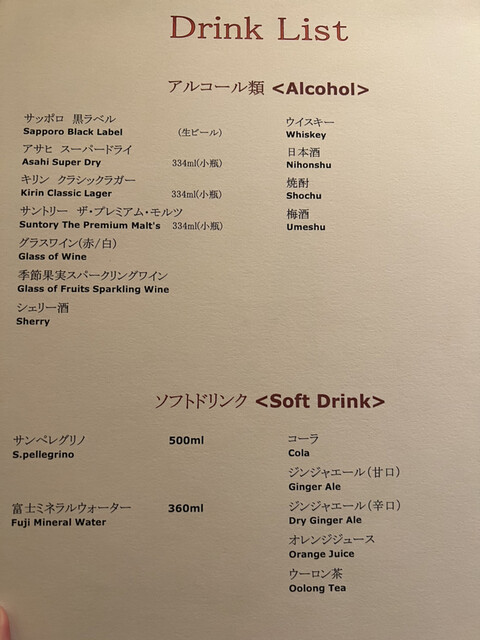 Drink List
アルコール類 <Alcohol>
サッポロ 黒ラベル
Sapporo Black Label (生ビール)
アサヒ スーパードライ
Asahi Super Dry 334ml(小瓶)
キリン クラシックラガー
Kirin Classic Lager 334ml(小瓶)
サントリー ザ・プレミアム・モルツ
Suntory The Premium Malt's 334ml(小瓶)
グラスワイン(赤/白)
Glass of Wine
季節果実スパークリングワイン
Glass of Fruits Sparkling Wine
シェリー酒
Sherry
ウイスキー
Whiskey
日本酒
Nihonshu
焼酎
Shochu
梅酒
Umeshu
ソフトドリンク <Soft Drink>
サンペレグリノ 500ml
S.pellegrino
富士ミネラルウォーター 360ml
Fuji Mineral Water
コーラ
Cola
ジンジャエール(甘口)
Ginger Ale
ジンジャエール(辛口)
Dry Ginger Ale
オレンジジュース
Orange Juice
ウーロン茶
Oolong Tea